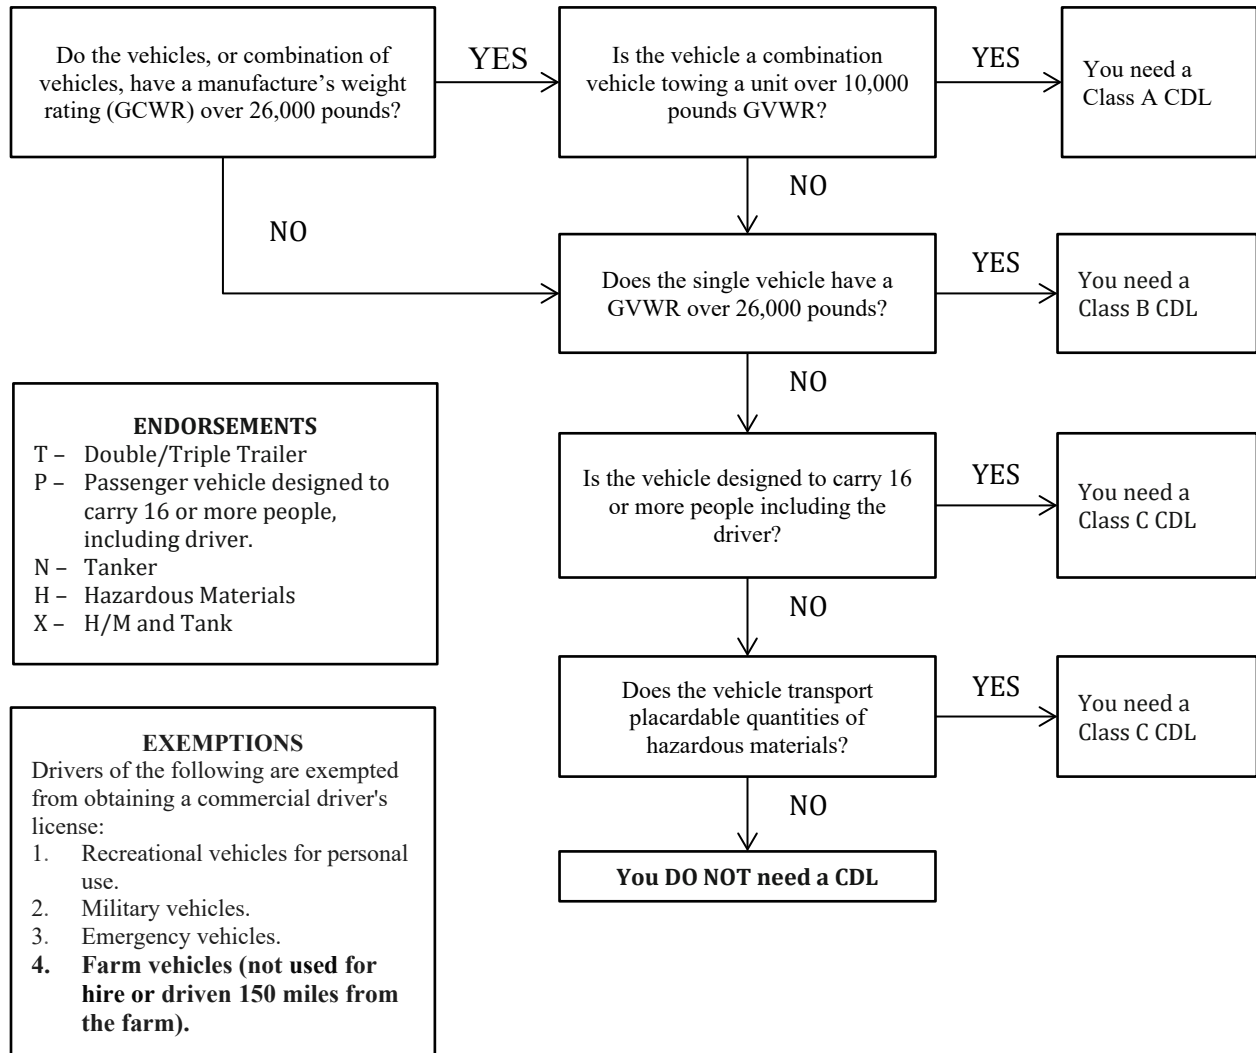 Do the vehicles, or combination of
vehicles, have a manufacture's weight
rating (GCWR) over 26,000 pounds?
YES
Is the vehicle a combination
vehicle towing a unit over 10,000
pounds GVWR?
YES
You need a
Class A CDL
NO
NO
Does the single vehicle have a
GVWR over 26,000 pounds?
YES
You need a
Class B CDL
NO
ENDORSEMENTS
T – Double/Triple Trailer
P – Passenger vehicle designed to
carry 16 or more people,
including driver.
N – Tanker
H – Hazardous Materials
X – H/M and Tank
Is the vehicle designed to carry 16
or more people including the
driver?
YES
You need a
Class C CDL
NO
Does the vehicle transport
placardable quantities of
hazardous materials?
YES
You need a
Class C CDL
NO
You DO NOT need a CDL
EXEMPTIONS
Drivers of the following are exempted
from obtaining a commercial driver's
license:
1. Recreational vehicles for personal
use.
2. Military vehicles.
3. Emergency vehicles.
4. Farm vehicles (not used for
hire or driven 150 miles from
the farm).